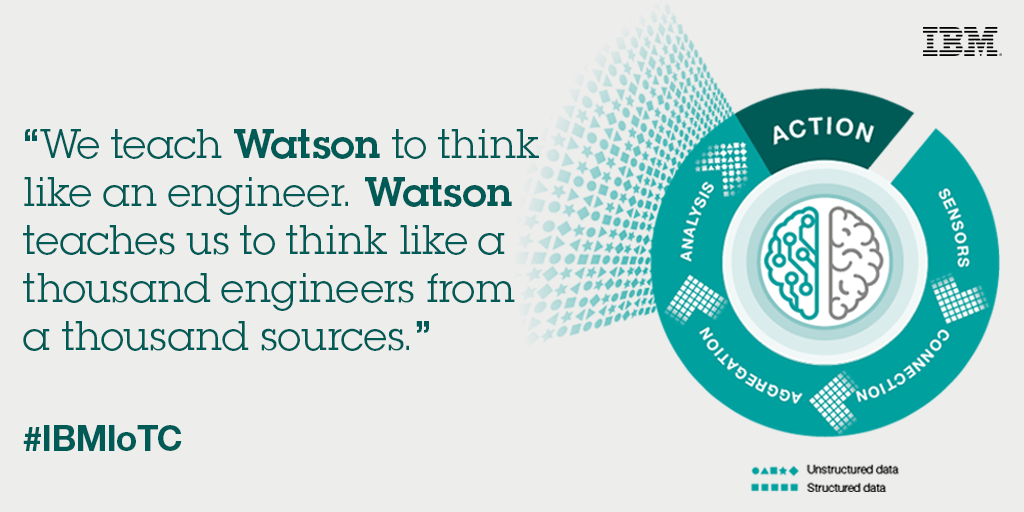 IBM
“We teach Watson to think
like an engineer. Watson
teaches us to think like a
thousand engineers from
a thousand sources.”
#IBMIoTC
ACTION
SENSORS
CONNECTION
AGGREGATION
ANALYSIS
Unstructured data
Structured data